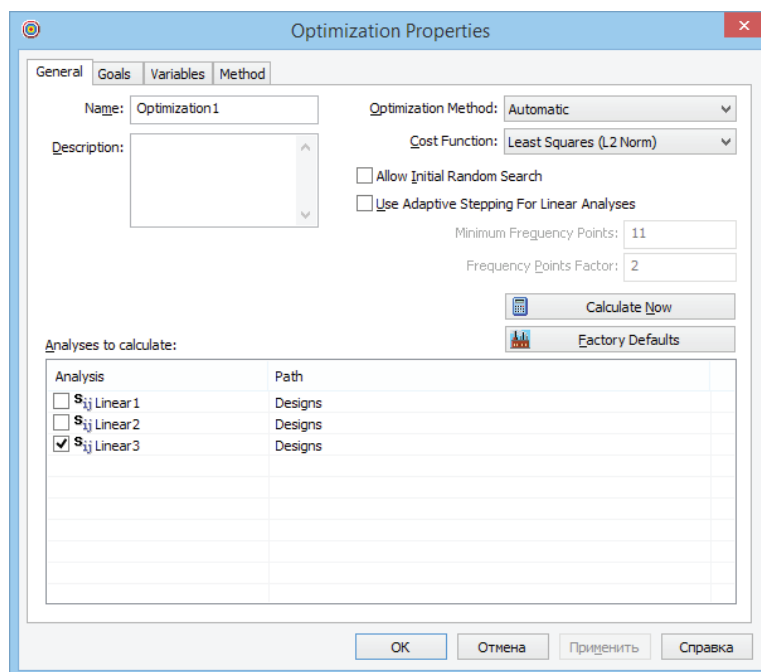 Optimization Properties
General Goals Variables Method
Name: Optimization1
Description:
Optimization Method: Automatic
Cost Function: Least Squares (L2 Norm)
Allow Initial Random Search
Use Adaptive Stepping For Linear Analyses
Minimum Frequency Points: 11
Frequency Points Factor: 2
Calculate Now
Factory Defaults
Analyses to calculate:
Analysis Path
Sij Linear1 Designs
Sij Linear2 Designs
Sij Linear3 Designs
OK Отмена Применить Справка